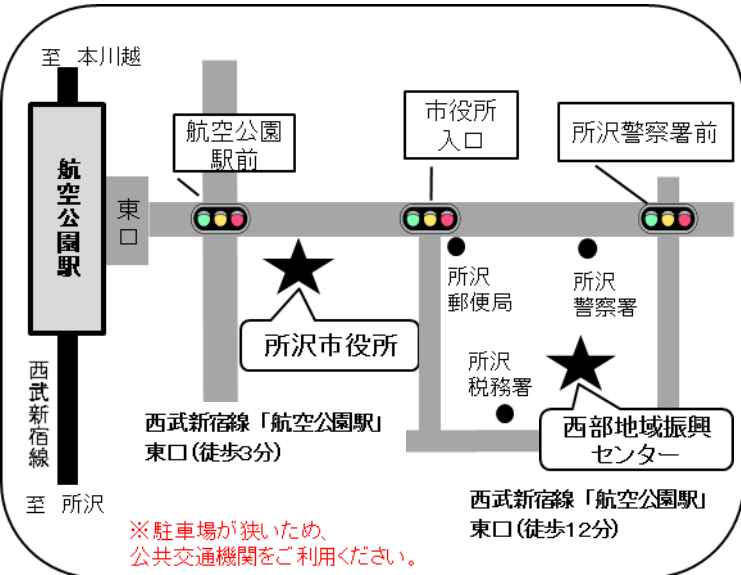 至 本川越
航空公園駅
東口
航空公園
駅前
市役所
入口
所沢警察署前
所沢
郵便局
所沢
警察署
所沢市役所
所沢
税務署
西部地域振興
センター
西武新宿線
至 所沢
西武新宿線「航空公園駅」
東口(徒歩3分)
西武新宿線「航空公園駅」
東口(徒歩12分)
※駐車場が狭いため、
公共交通機関をご利用ください。